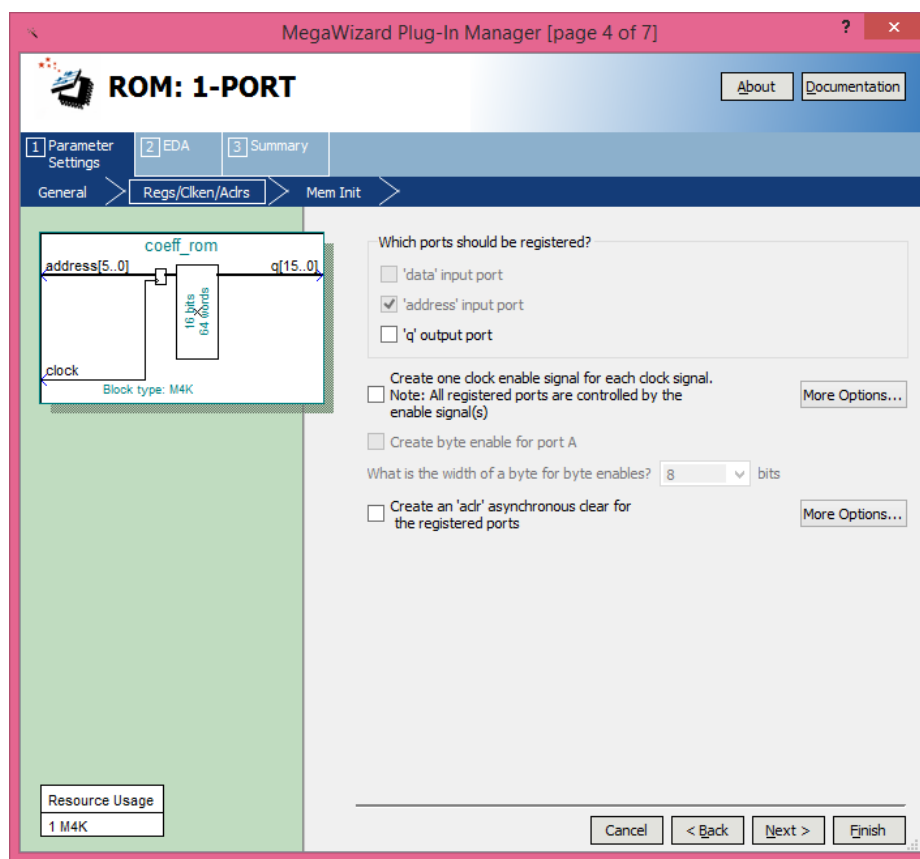 MegaWizard Plug-In Manager [page 4 of 7]
? ×
ROM: 1-PORT
About
Documentation
1 Parameter Settings
2 EDA
3 Summary
General
Regs/Clken/Aclrs
Mem Init
coeff_rom
address[5..0]
q[15..0]
16 bits
64 words
clock
Block type: M4K
Which ports should be registered?
'data' input port
'address' input port
'q' output port
Create one clock enable signal for each clock signal.
Note: All registered ports are controlled by the
enable signal(s)
More Options...
Create byte enable for port A
What is the width of a byte for byte enables? 8 bits
Create an 'aclr' asynchronous clear for
the registered ports
More Options...
Resource Usage
1 M4K
Cancel
< Back
Next >
Finish